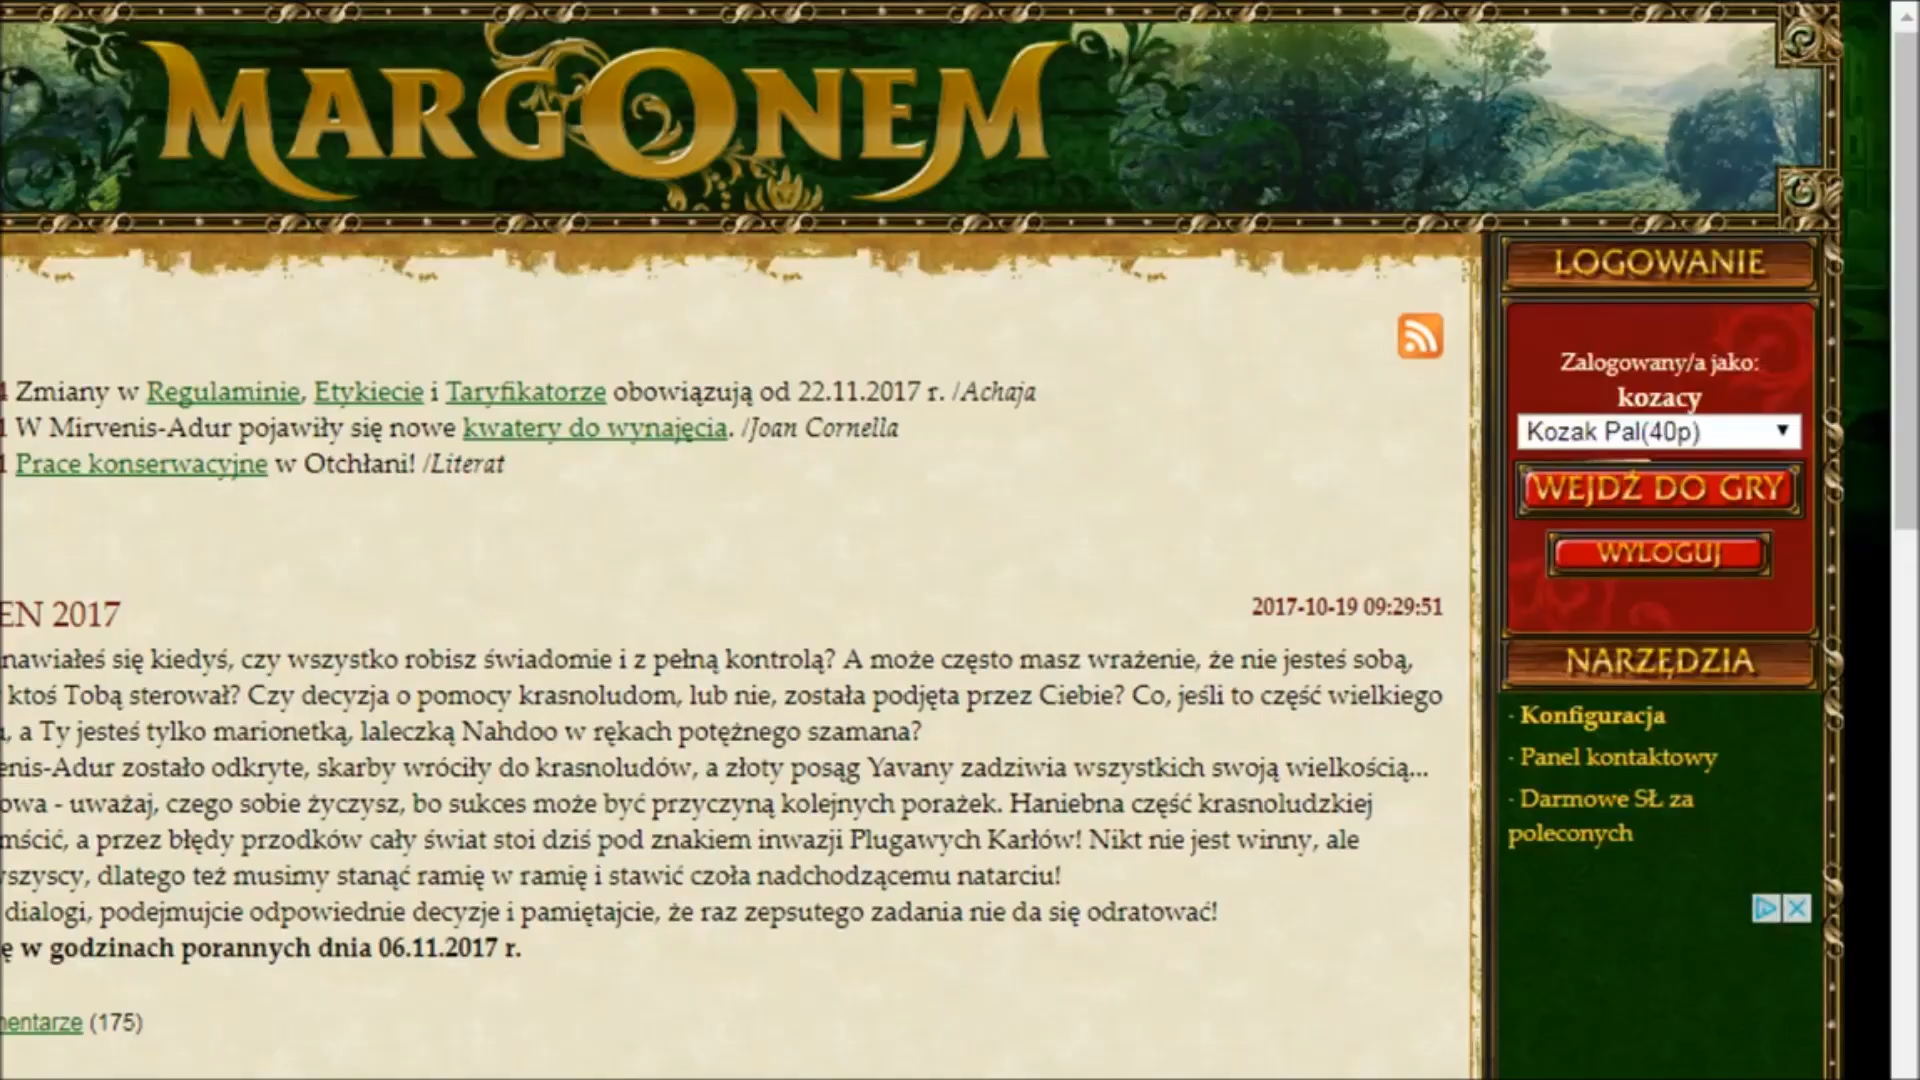 MARGONEM
LOGOWANIE
Zalogowany/a jako:
kozacy
Kozak Pal(40p)
WEJDŹ DO GRY
WYLOGUJ
NARZĘDZIA
· Konfiguracja
· Panel kontaktowy
· Darmowe SŁ za
poleconych
Zmiany w Regulaminie, Etykiecie i Taryfikatorze obowiązują od 22.11.2017 r. /Achaja
W Mirvenis-Adur pojawiły się nowe kwatery do wynajęcia. /Joan Cornella
Prace konserwacyjne w Otchłani! /Literat
EN 2017
2017-10-19 09:29:51
nawiałeś się kiedyś, czy wszystko robisz świadomie i z pełną kontrolą? A może często masz wrażenie, że nie jesteś sobą,
ktoś Tobą sterował? Czy decyzja o pomocy krasnoludom, lub nie, została podjęta przez Ciebie? Co, jeśli to część wielkiego
, a Ty jesteś tylko marionetką, laleczką Nahdoo w rękach potężnego szamana?
enis-Adur zostało odkryte, skarby wróciły do krasnoludów, a złoty posąg Yavany zadziwia wszystkich swoją wielkością...
owa - uważaj, czego sobie życzysz, bo sukces może być przyczyną kolejnych porażek. Haniebna część krasnoludzkiej
mścić, a przez błędy przodków cały świat stoi dziś pod znakiem inwazji Plugawych Karłów! Nikt nie jest winny, ale
wszyscy, dlatego też musimy stanąć ramię w ramię i stawić czoła nadchodzącemu natarciu!
dialogi, podejmujcie odpowiednie decyzje i pamiętajcie, że raz zepsutego zadania nie da się odratować!
ę w godzinach porannych dnia 06.11.2017 r.
mentarze (175)